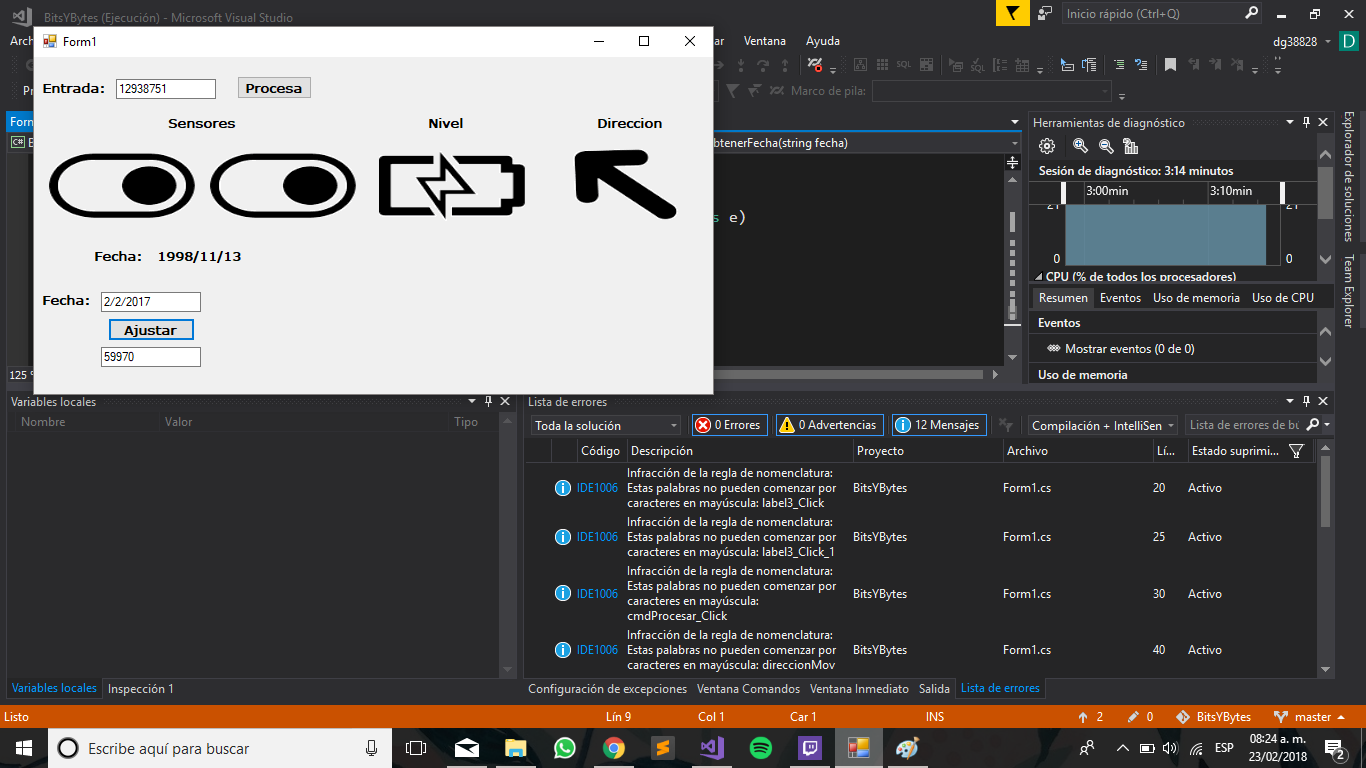 BitsYBytes (Ejecución) - Microsoft Visual Studio
Inicio rápido (Ctrl+Q)
Form1
Arch
ar Ventana Ayuda
dg38828
D
SQL
SQL
Entrada: 12938751 Procesa
Marco de pila:
Form
Sensores Nivel Direccion
C#
btenerFecha(string fecha)
s e)
Fecha: 1998/11/13
Fecha: 2/2/2017
Ajustar
59970
125 %
Herramientas de diagnóstico
Sesión de diagnóstico: 3:14 minutos
3:00min 3:10min
21 21
0 0
CPU (% de todos los procesadores)
Resumen Eventos Uso de memoria Uso de CPU
Eventos
Mostrar eventos (0 de 0)
Uso de memoria
Explorador de soluciones
Team Explorer
Variables locales
Nombre Valor Tipo
Variables locales Inspección 1
Lista de errores
Toda la solución 0 Errores 0 Advertencias 12 Mensajes Compilación + IntelliSen Lista de errores de bú
Código Descripción Proyecto Archivo Lí... Estado suprimi...
IDE1006 Infracción de la regla de nomenclatura: Estas palabras no pueden comenzar por caracteres en mayúscula: label3_Click BitsYBytes Form1.cs 20 Activo
IDE1006 Infracción de la regla de nomenclatura: Estas palabras no pueden comenzar por caracteres en mayúscula: label3_Click_1 BitsYBytes Form1.cs 25 Activo
IDE1006 Infracción de la regla de nomenclatura: Estas palabras no pueden comenzar por caracteres en mayúscula: cmdProcesar_Click BitsYBytes Form1.cs 30 Activo
IDE1006 Infracción de la regla de nomenclatura: Estas palabras no pueden comenzar por caracteres en mayúscula: direccionMov BitsYBytes Form1.cs 40 Activo
Configuración de excepciones Ventana Comandos Ventana Inmediato Salida Lista de errores
Listo Lín 9 Col 1 Car 1 INS 2 0 BitsYBytes master
Escribe aquí para buscar
ESP
08:24 a. m.
23/02/2018
2